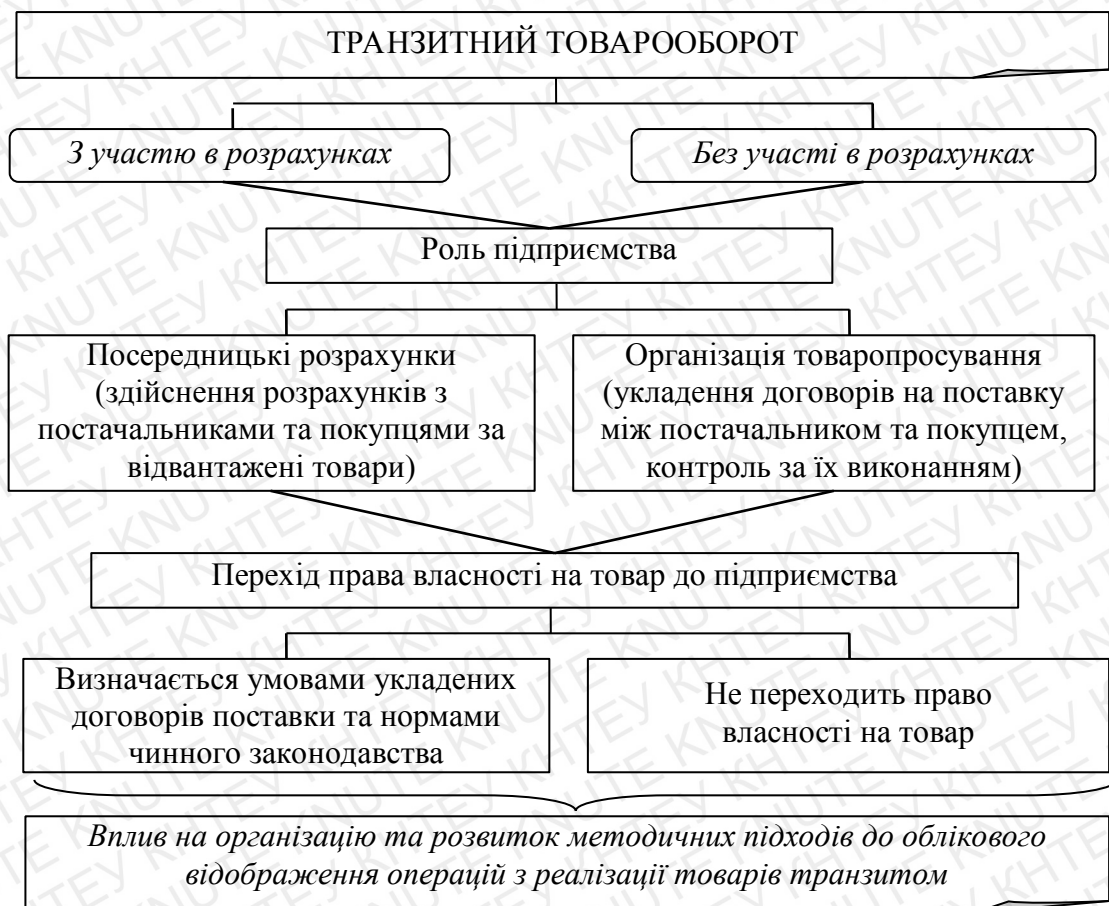 ТРАНЗИТНИЙ ТОВАРООБОРОТ
З участю в розрахунках
Без участі в розрахунках
Роль підприємства
Посередницькі розрахунки
(здійснення розрахунків з
постачальниками та покупцями за
відвантажені товари)
Організація товаропросування
(укладення договорів на поставку
між постачальником та покупцем,
контроль за їх виконанням)
Перехід права власності на товар до підприємства
Визначається умовами укладених
договорів поставки та нормами
чинного законодавства
Не переходить право
власності на товар
Вплив на організацію та розвиток методичних підходів до облікового
відображення операцій з реалізації товарів транзитом